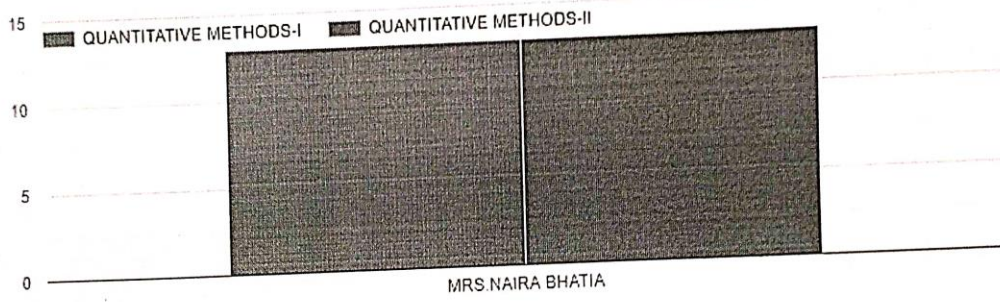 15
QUANTITATIVE METHODS-I QUANTITATIVE METHODS-II
10
5
0
MRS.NAIRA BHATIA